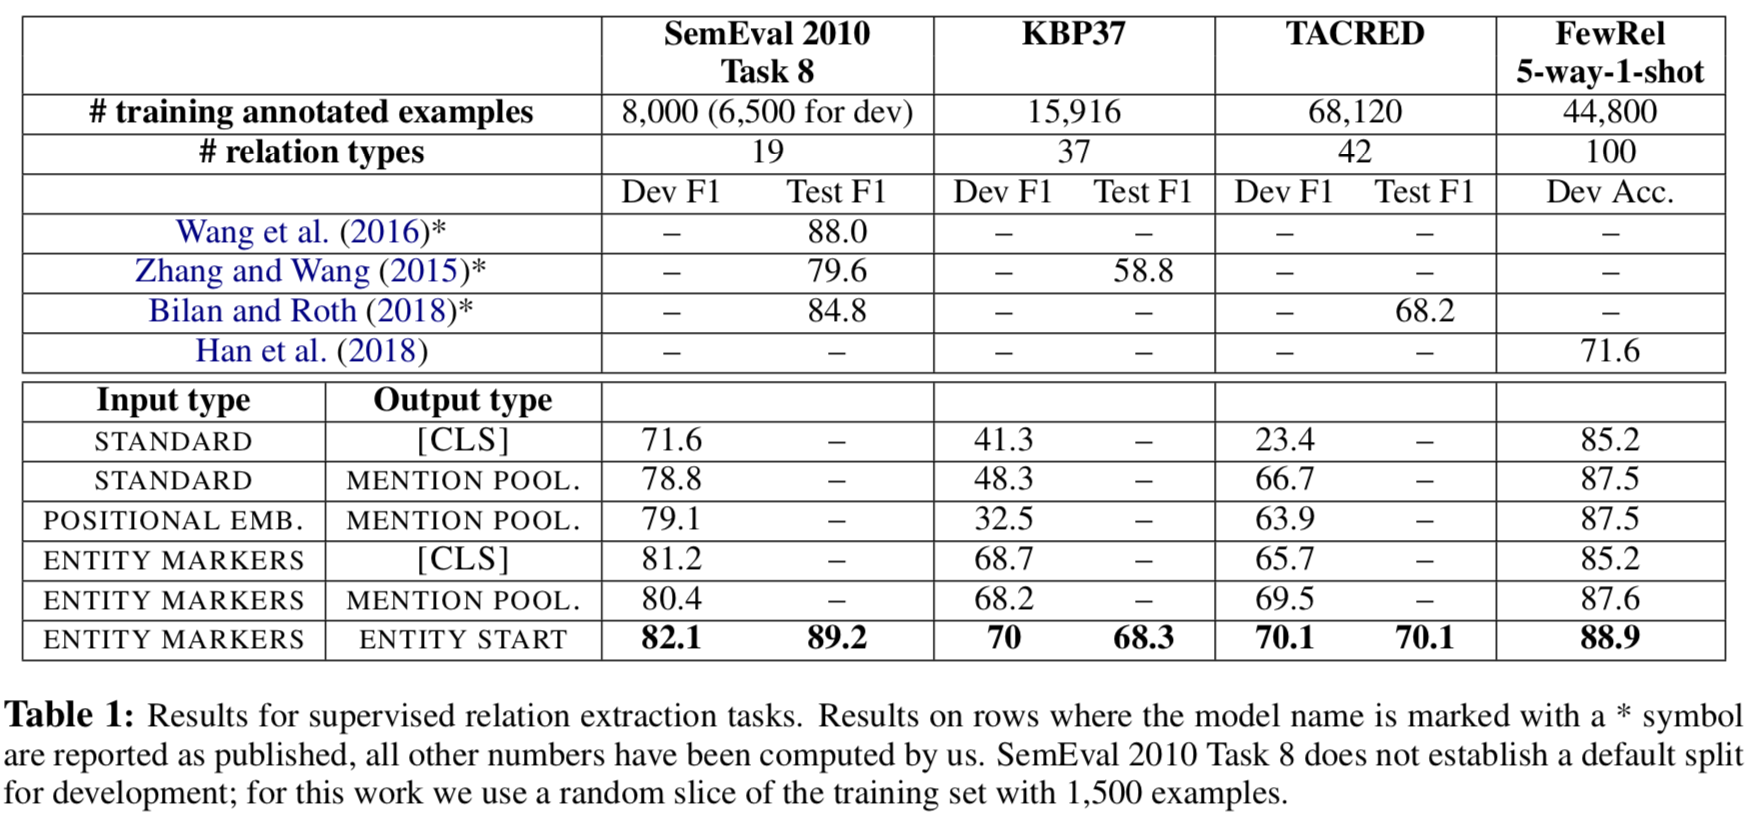 SemEval 2010 Task 8 KBP37 TACRED FewRel 5-way-1-shot
# training annotated examples 8,000 (6,500 for dev) 15,916 68,120 44,800
# relation types 19 37 42 100
Dev F1 Test F1 Dev F1 Test F1 Dev F1 Test F1 Dev Acc.
Wang et al. (2016)* – 88.0 – – – – –
Zhang and Wang (2015)* – 79.6 – 58.8 – – –
Bilan and Roth (2018)* – 84.8 – – – 68.2 –
Han et al. (2018) – – – – – – 71.6
Input type Output type
STANDARD [CLS] 71.6 – 41.3 – 23.4 – 85.2
STANDARD MENTION POOL. 78.8 – 48.3 – 66.7 – 87.5
POSITIONAL EMB. MENTION POOL. 79.1 – 32.5 – 63.9 – 87.5
ENTITY MARKERS [CLS] 81.2 – 68.7 – 65.7 – 85.2
ENTITY MARKERS MENTION POOL. 80.4 – 68.2 – 69.5 – 87.6
ENTITY MARKERS ENTITY START 82.1 89.2 70 68.3 70.1 70.1 88.9
Table 1: Results for supervised relation extraction tasks. Results on rows where the model name is marked with a * symbol
are reported as published, all other numbers have been computed by us. SemEval 2010 Task 8 does not establish a default split
for development; for this work we use a random slice of the training set with 1,500 examples.